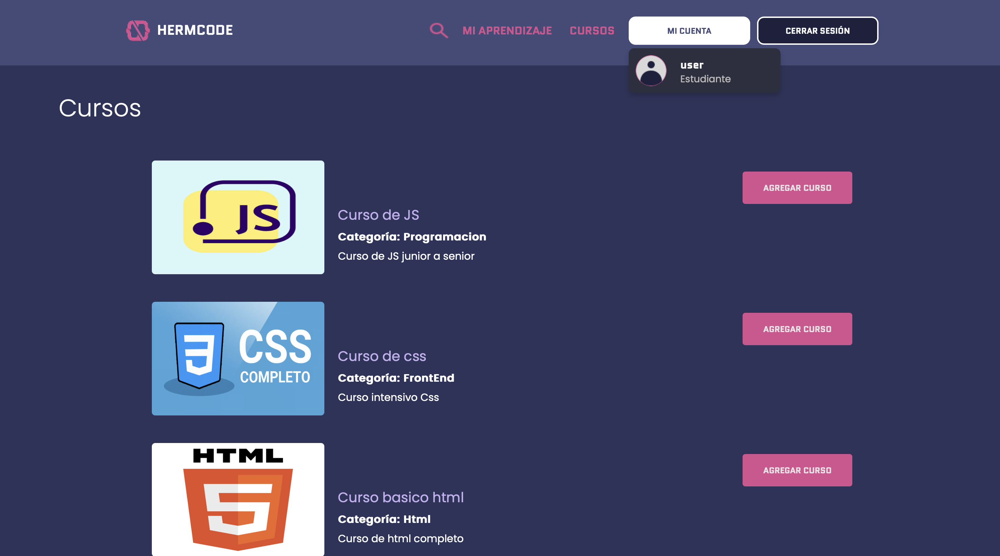 HERMCODE
MI APRENDIZAJE
CURSOS
MI CUENTA
CERRAR SESIÓN
user
Estudiante
Cursos
JS
AGREGAR CURSO
Curso de JS
Categoría: Programacion
Curso de JS junior a senior
CSS
COMPLETO
AGREGAR CURSO
Curso de css
Categoría: FrontEnd
Curso intensivo Css
HTML
5
AGREGAR CURSO
Curso basico html
Categoría: Html
Curso de html completo